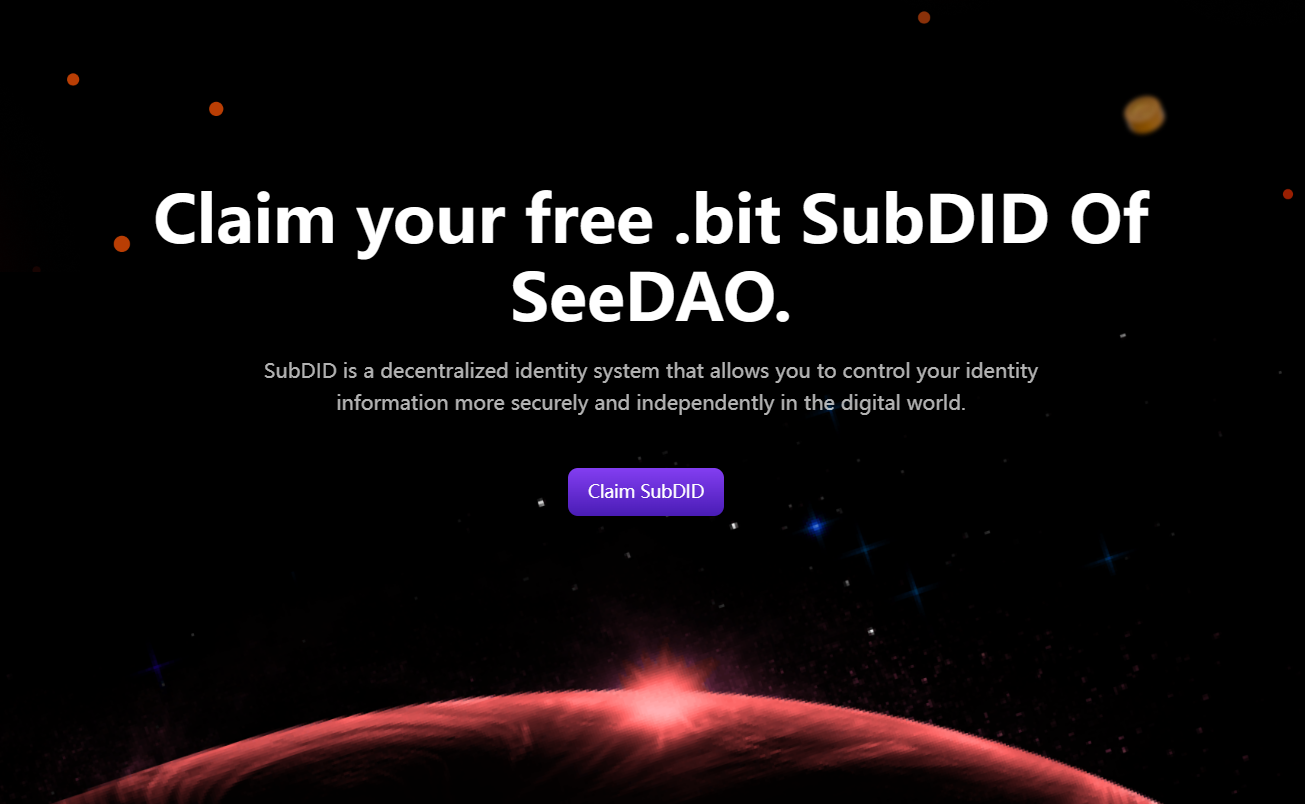 Claim your free .bit SubDID Of
SeeDAO.
SubDID is a decentralized identity system that allows you to control your identity
information more securely and independently in the digital world.
Claim SubDID